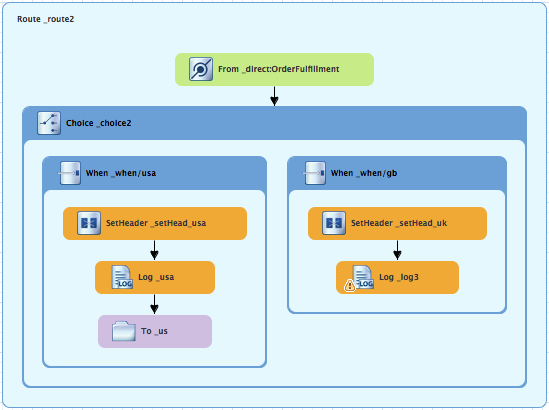 Route _route2
From _direct:OrderFulfillment
Choice _choice2
When _when/usa
When _when/gb
SetHeader _setHead_usa
SetHeader _setHead_uk
LOG Log _usa
LOG Log _log3
To _us